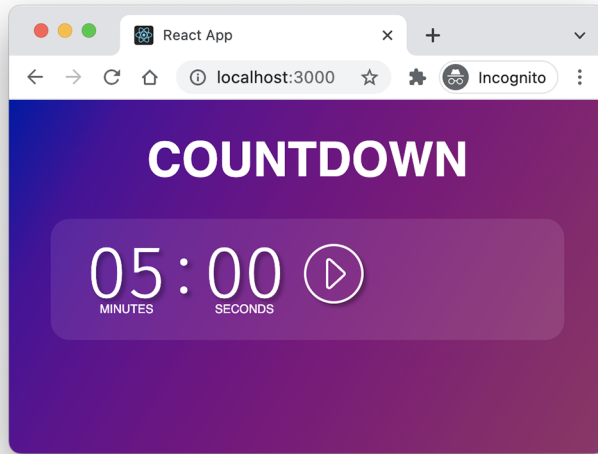 React App
localhost:3000
Incognito
COUNTDOWN
05 : 00
MINUTES SECONDS